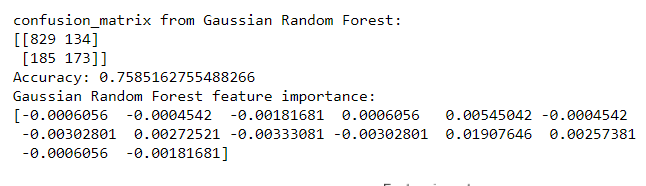 confusion_matrix from Gaussian Random Forest:
[[829 134]
[185 173]]
Accuracy: 0.7585162755488266
Gaussian Random Forest feature importance:
[-0.0006056 -0.0004542 -0.00181681 0.0006056 0.00545042 -0.0004542
-0.00302801 0.00272521 -0.00333081 -0.00302801 0.01907646 0.00257381
-0.0006056 -0.00181681]